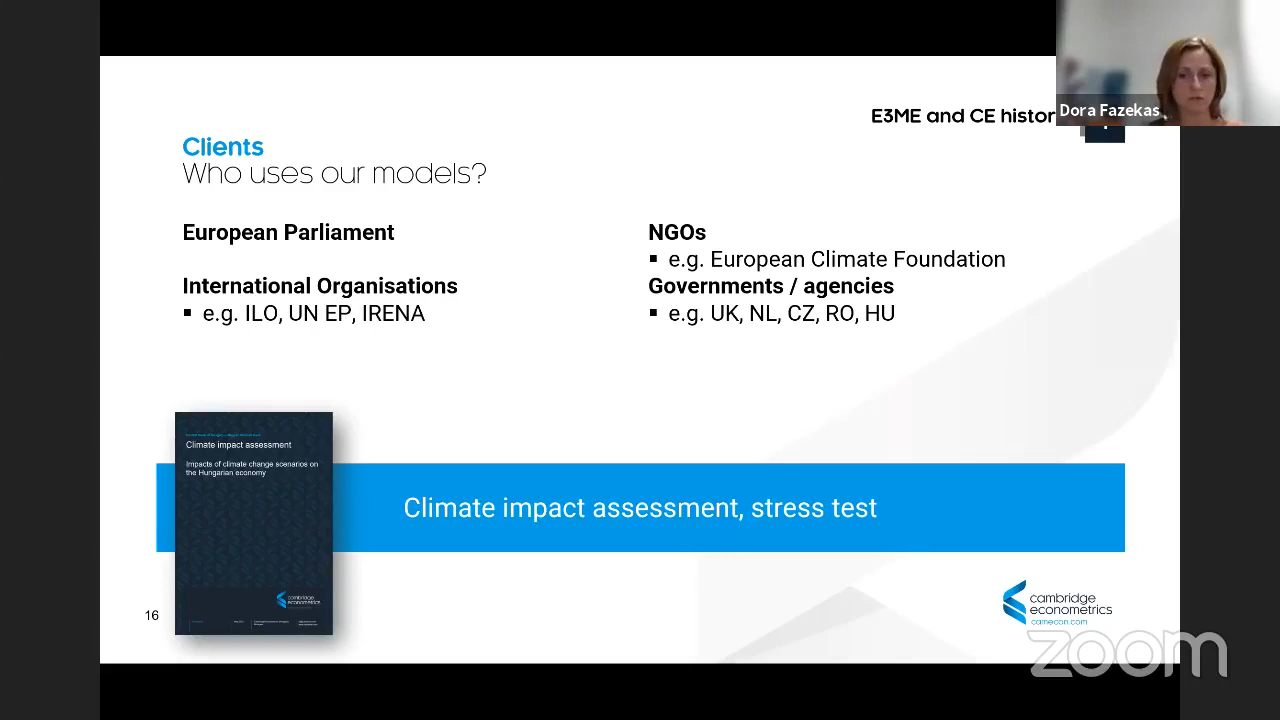 Dora Fazekas
E3ME and CE histor
Clients
Who uses our models?
European Parliament
International Organisations
▪ e.g. ILO, UN EP, IRENA
NGOs
▪ e.g. European Climate Foundation
Governments / agencies
▪ e.g. UK, NL, CZ, RO, HU
Climate impact assessment
Impacts of climate change scenarios on
the Hungarian economy
cambridge
econometrics
Climate impact assessment, stress test
16
cambridge
econometrics
camecon.com
zoom